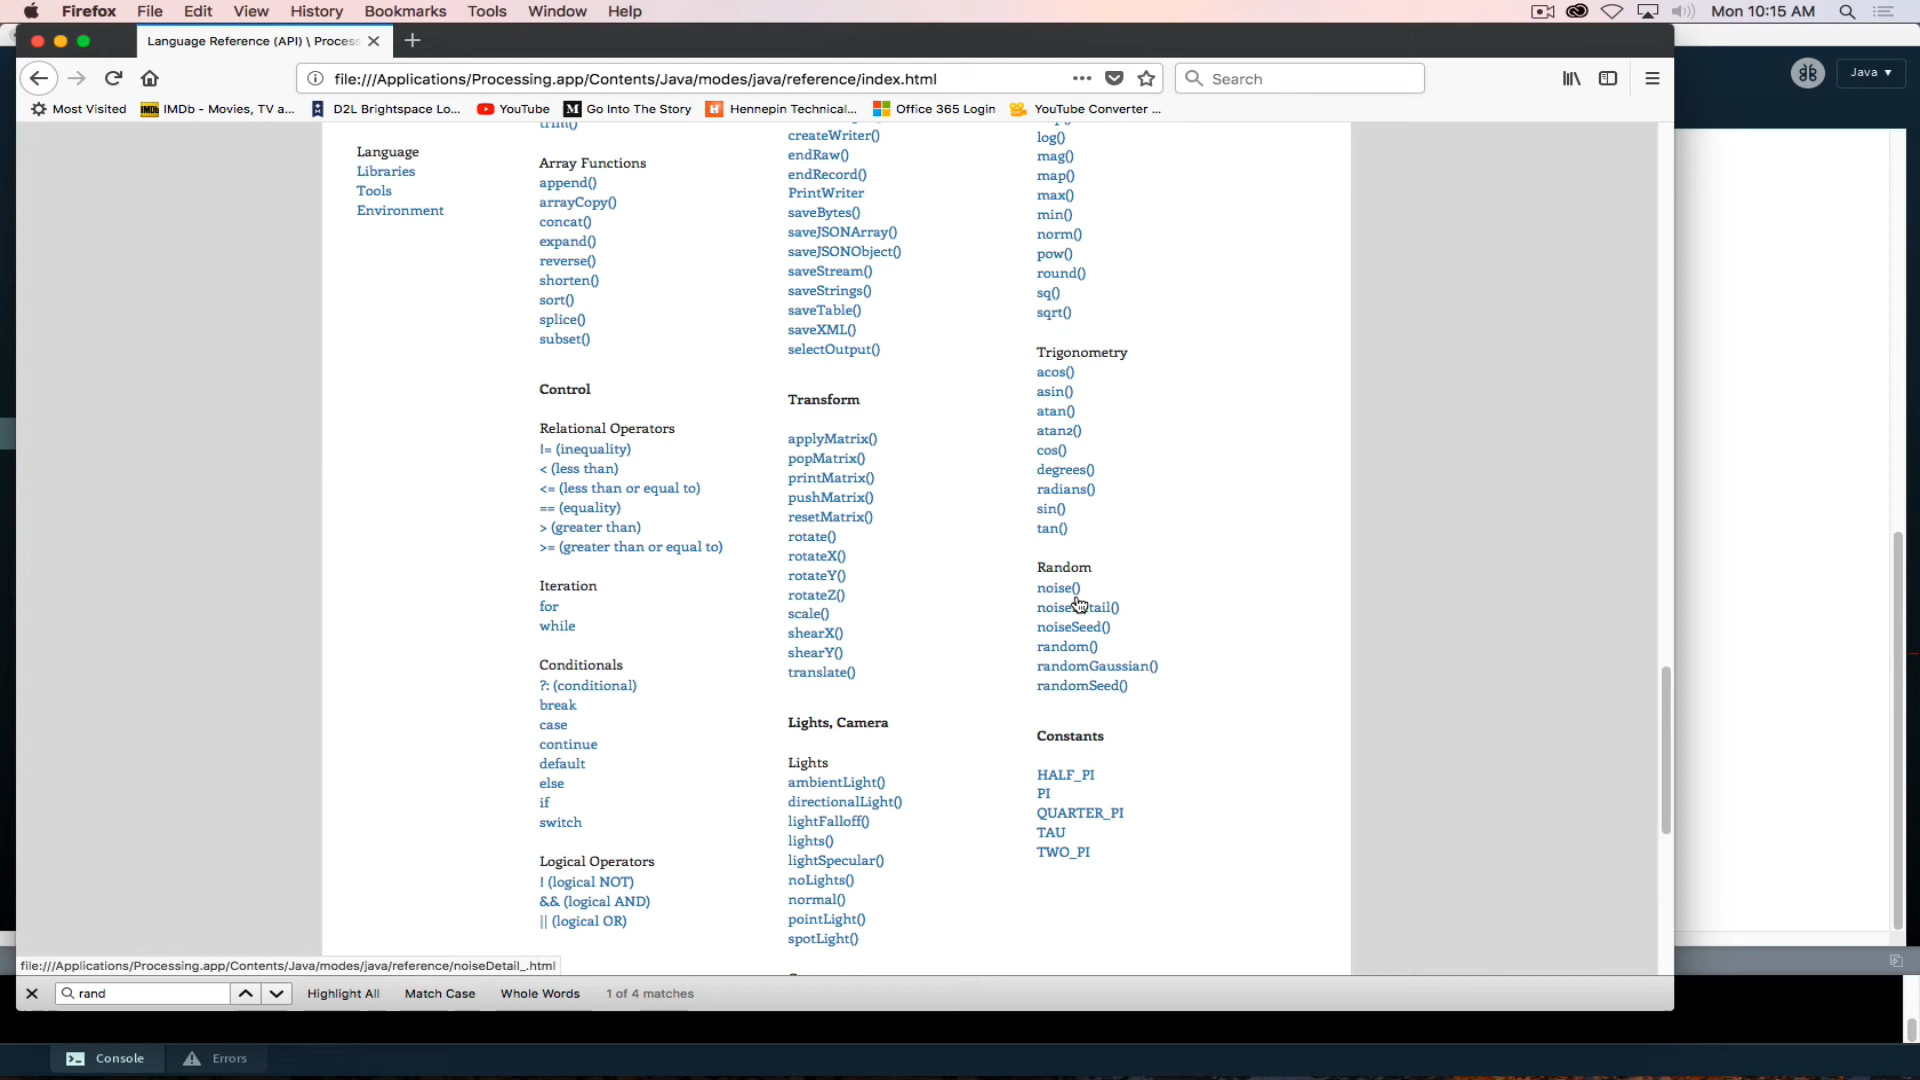 Firefox File Edit View History Bookmarks Tools Window Help Mon 10:15 AM
Language Reference (API) \ Process
file:///Applications/Processing.app/Contents/Java/modes/java/reference/index.html
Search
Java
Most Visited IMDb - Movies, TV a... D2L Brightspace Lo... YouTube Go Into The Story Hennepin Technical... Office 365 Login YouTube Converter ...
Language
Libraries
Tools
Environment
trim()
Array Functions
append()
arrayCopy()
concat()
expand()
reverse()
shorten()
sort()
splice()
subset()
Control
Relational Operators
!= (inequality)
< (less than)
<= (less than or equal to)
== (equality)
> (greater than)
>= (greater than or equal to)
Iteration
for
while
Conditionals
?: (conditional)
break
case
continue
default
else
if
switch
Logical Operators
! (logical NOT)
&& (logical AND)
|| (logical OR)
createWriter()
endRaw()
endRecord()
PrintWriter
saveBytes()
saveJSONArray()
saveJSONObject()
saveStream()
saveStrings()
saveTable()
saveXML()
selectOutput()
Transform
applyMatrix()
popMatrix()
printMatrix()
pushMatrix()
resetMatrix()
rotate()
rotateX()
rotateY()
rotateZ()
scale()
shearX()
shearY()
translate()
Lights, Camera
Lights
ambientLight()
directionalLight()
lightFalloff()
lights()
lightSpecular()
noLights()
normal()
pointLight()
spotLight()
log()
mag()
map()
max()
min()
norm()
pow()
round()
sq()
sqrt()
Trigonometry
acos()
asin()
atan()
atan2()
cos()
degrees()
radians()
sin()
tan()
Random
noise()
noiseDetail()
noiseSeed()
random()
randomGaussian()
randomSeed()
Constants
HALF_PI
PI
QUARTER_PI
TAU
TWO_PI
file:///Applications/Processing.app/Contents/Java/modes/java/reference/noiseDetail_.html
rand Highlight All Match Case Whole Words 1 of 4 matches
Console Errors